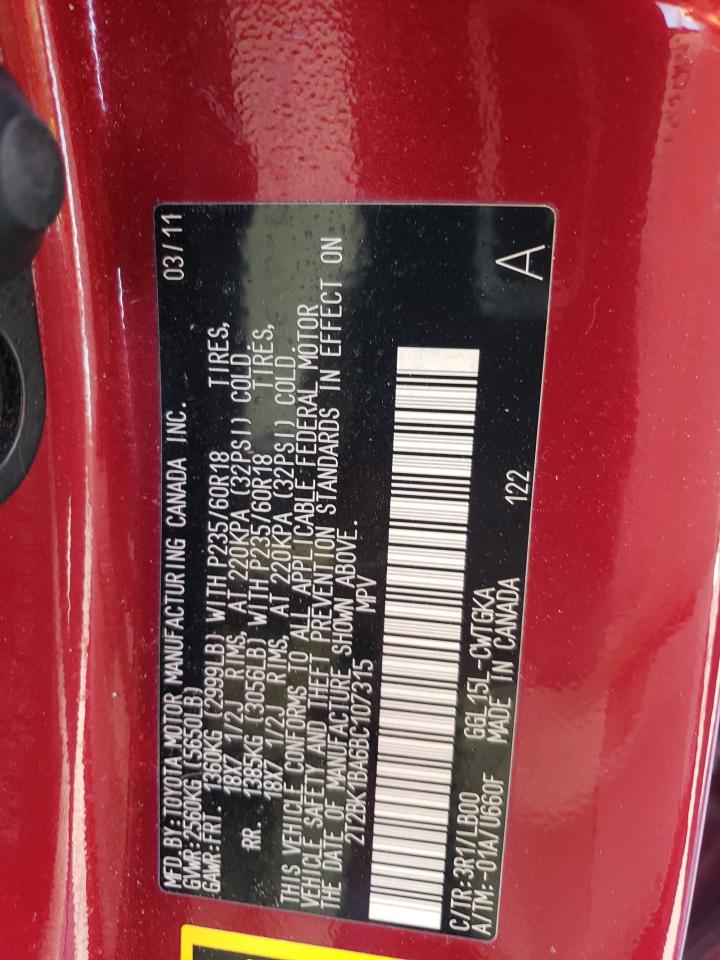 MFD. BY: TOYOTA MOTOR MANUFACTURING CANADA INC. 03/11
GVWR: 2560KG (5650LB)
GAWR: FRT. 1360KG (2999LB) WITH P235/60R18 TIRES,
18X7 1/2J RIMS, AT 220KPA (32PSI) COLD.
RR. 1385KG (3056LB) WITH P235/60R18 TIRES,
18X7 1/2J RIMS, AT 220KPA (32PSI) COLD.
THIS VEHICLE CONFORMS TO ALL APPLICABLE FEDERAL MOTOR
VEHICLE SAFETY AND THEFT PREVENTION STANDARDS IN EFFECT ON
THE DATE OF MANUFACTURE SHOWN ABOVE.
2T2BK1BA6BC107315 MPV
C/TR: 3R1/LB00 GGL15L-CWTGKA
A/TM: -01A/U660F MADE IN CANADA 122 A